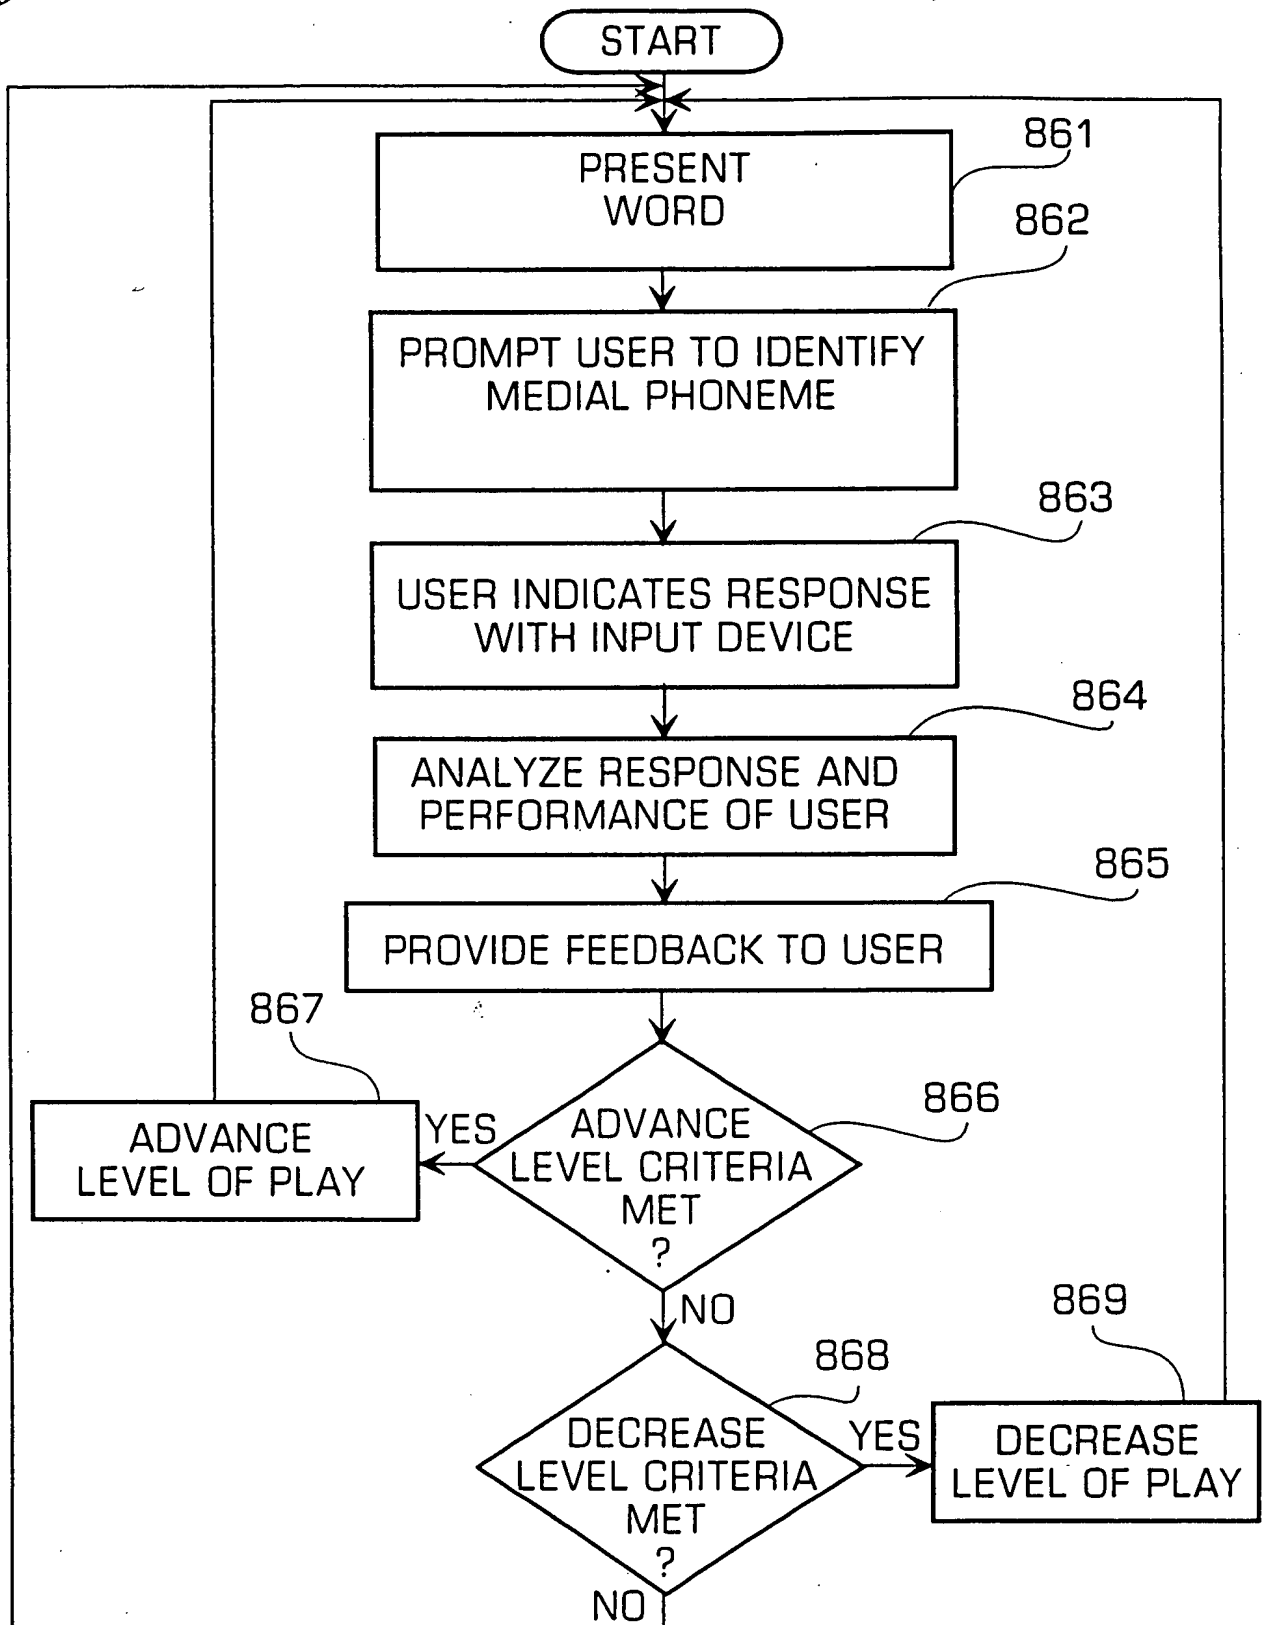 START
861
PRESENT
WORD
862
PROMPT USER TO IDENTIFY
MEDIAL PHONEME
863
USER INDICATES RESPONSE
WITH INPUT DEVICE
864
ANALYZE RESPONSE AND
PERFORMANCE OF USER
865
PROVIDE FEEDBACK TO USER
867
866
ADVANCE
LEVEL OF PLAY
YES
ADVANCE
LEVEL CRITERIA
MET
?
NO
869
868
DECREASE
LEVEL CRITERIA
MET
?
YES
DECREASE
LEVEL OF PLAY
NO